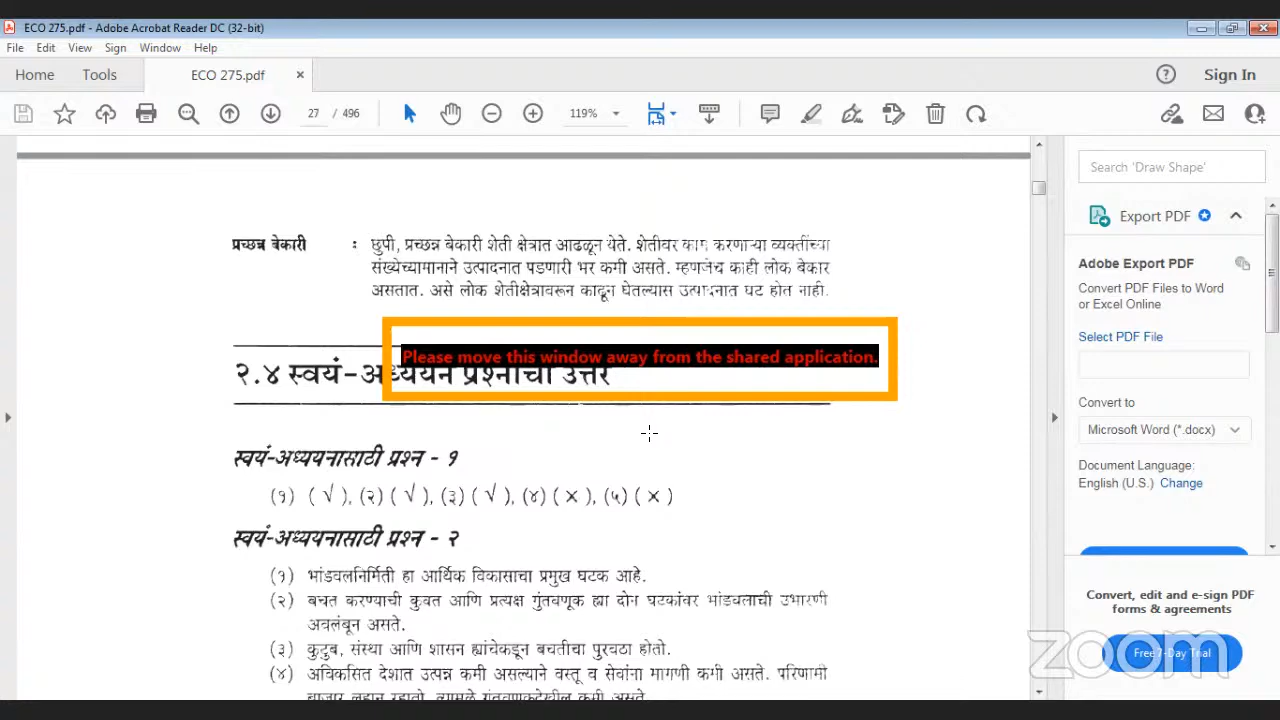 ECO 275.pdf - Adobe Acrobat Reader DC (32-bit)
File Edit View Sign Window Help
Home Tools ECO 275.pdf × Sign In
27 / 496 119%
Search 'Draw Shape'
Export PDF
Adobe Export PDF
Convert PDF Files to Word
or Excel Online
Select PDF File
Convert to
Microsoft Word (*.docx)
Document Language:
English (U.S.) Change
Convert, edit and e-sign PDF
forms & agreements
Free 7-Day Trial
प्रच्छन्न बेकारी : छुपी, प्रच्छन्न बेकारी शेती क्षेत्रात आढळून येते. शेतीवर काम करणाऱ्या व्यक्तींच्या
संख्येच्यामानाने उत्पादनात पडणारी भर कमी असते. म्हणजेच काही लोक बेकार
असतात. असे लोक शेतीक्षेत्रावरून काढून घेतल्यास उत्पादनात घट होत नाही.
Please move this window away from the shared application.
२.४ स्वयं-अध्ययन प्रश्नांची उत्तरे
स्वयं-अध्ययनासाठी प्रश्न - १
(१) ( √ ), (२) ( √ ), (३) ( √ ), (४) ( × ), (५) ( × )
स्वयं-अध्ययनासाठी प्रश्न - २
(१) भांडवलनिर्मिती हा आर्थिक विकासाचा प्रमुख घटक आहे.
(२) बचत करण्याची कुवत आणि प्रत्यक्ष गुंतवणूक ह्या दोन घटकांवर भांडवलाची उभारणी
अवलंबून असते.
(३) कुटुंब, संस्था आणि शासन ह्यांचेकडून बचतीचा पुरवठा होतो.
(४) अविकसित देशात उत्पन्न कमी असल्याने वस्तू व सेवांना मागणी कमी असते. परिणामी
बाजार लहान राहतो. त्यामुळे गुंतवणूकदेखील कमी असते.
zoom